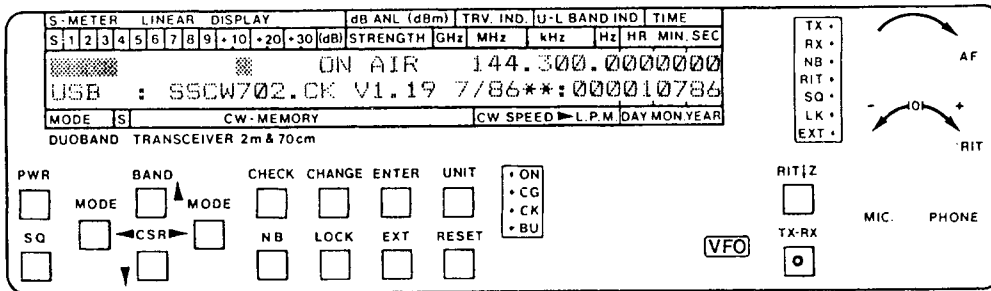 S-METER LINEAR DISPLAY dB ANL (dBm) TRV. IND. U-L BAND IND TIME
S 1 2 3 4 5 6 7 8 9 +10 +20 +30 (dB) STRENGTH GHz MHz kHz Hz HR MIN. SEC
ON AIR 144.300.0000000
USB : SSCW702.CK V1.19 7/86**:000010786
MODE S CW-MEMORY CW SPEED ► L.P.M. DAY MON. YEAR
DUOBAND TRANSCEIVER 2m & 70cm
TX •
RX •
NB •
RIT •
SQ •
LK •
EXT •
AF
- (0) +
RIT
PWR BAND CHECK CHANGE ENTER UNIT
MODE MODE
◄CSR►
SQ NB LOCK EXT RESET
• ON
• CG
• CK
• BU
VFO
RIT↓Z
TX-RX
MIC. PHONE